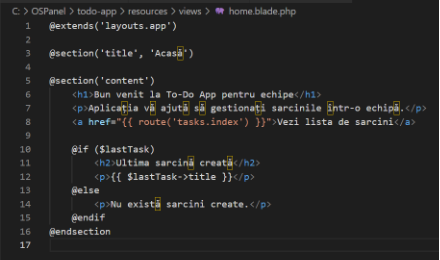 C: > OSPanel > todo-app > resources > views > home.blade.php
1 @extends('layouts.app')
2
3 @section('title', 'Acasă')
4
5 @section('content')
6 <h1>Bun venit la To-Do App pentru echipe</h1>
7 <p>Aplicația vă ajută să gestionați sarcinile într-o echipă.</p>
8 <a href="{{ route('tasks.index') }}">Vezi lista de sarcini</a>
9
10 @if ($lastTask)
11 <h2>Ultima sarcină creată</h2>
12 <p>{{ $lastTask->title }}</p>
13 @else
14 <p>Nu există sarcini create.</p>
15 @endif
16 @endsection
17